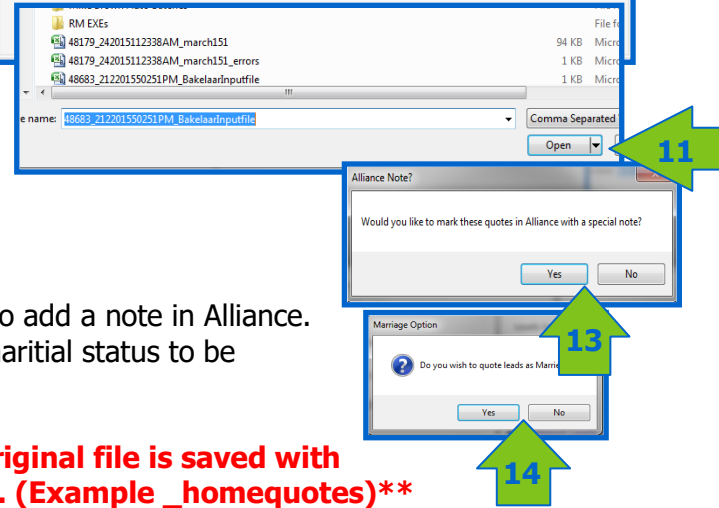 RM EXEs
File fo
48179_242015112338AM_march151 94 KB Micro
48179_242015112338AM_march151_errors 1 KB Micro
48683_212201550251PM_BakelaarInputfile 1 KB Micro
e name: 48683_212201550251PM_BakelaarInputfile Comma Separated
Open
11
Alliance Note?
Would you like to mark these quotes in Alliance with a special note?
Yes No
13
o add a note in Alliance.
aritial status to be
Marriage Option
Do you wish to quote leads as Marrie
Yes No
14
riginal file is saved with
. (Example _homequotes)**